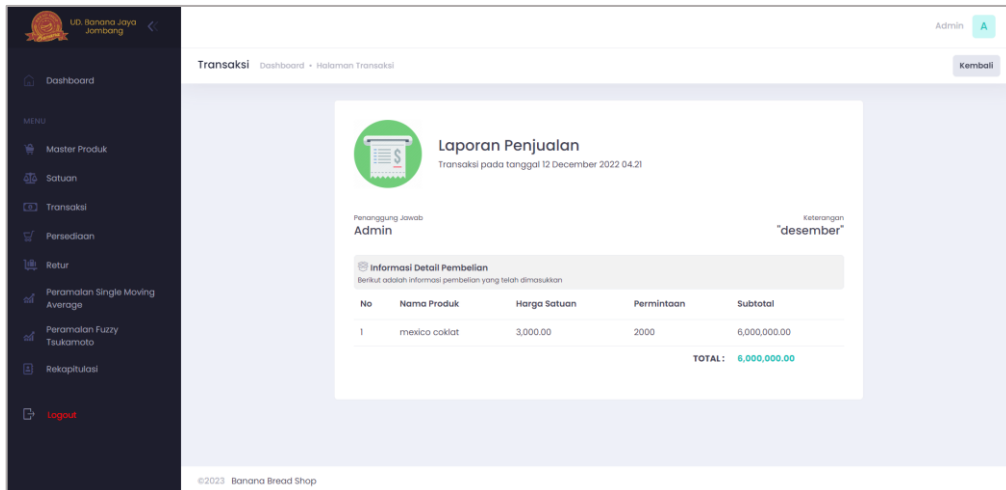 UD. Banana Jaya
Jombang
Admin
A
Transaksi Dashboard • Halaman Transaksi
Kembali
Dashboard
MENU
Master Produk
Satuan
Transaksi
Persediaan
Retur
Peramalan Single Moving
Average
Peramalan Fuzzy
Tsukamoto
Rekapitulasi
Logout
Laporan Penjualan
Transaksi pada tanggal 12 December 2022 04.21
Penanggung Jawab
Admin
Keterangan
"desember"
Informasi Detail Pembelian
Berikut adalah informasi pembelian yang telah dimasukkan
No Nama Produk Harga Satuan Permintaan Subtotal
1 mexico coklat 3,000.00 2000 6,000,000.00
TOTAL : 6,000,000.00
©2023 Banana Bread Shop